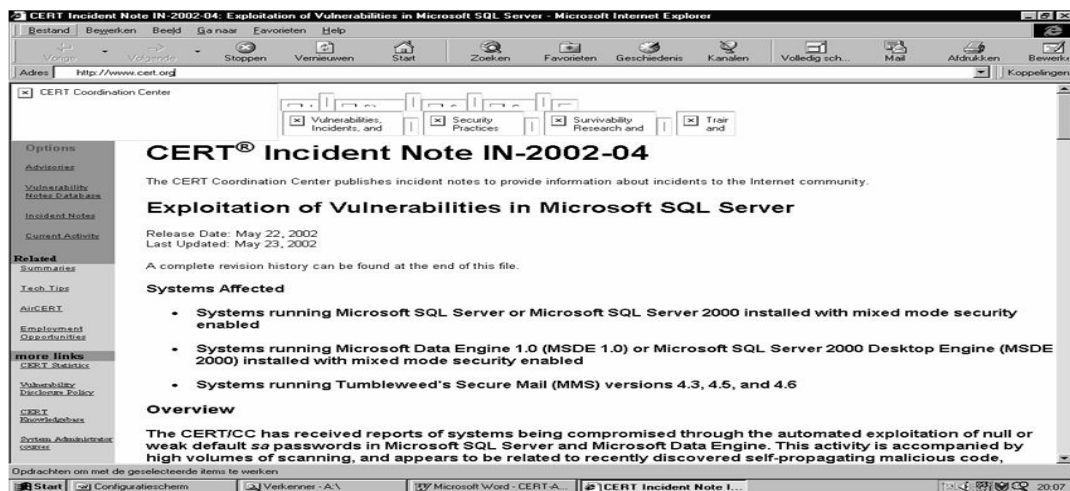 CERT Incident Note IN-2002-04: Exploitation of Vulnerabilities in Microsoft SQL Server - Microsoft Internet Explorer
Bestand Bewerken Beeld Ga naar Favorieten Help
Vorige Volgende Stoppen Vernieuwen Start Zoeken Favorieten Geschiedenis Kanalen Volledig sch... Mail Afdrukken Bewerke
Adres http://www.cert.org Koppelingen
CERT Coordination Center
Vulnerabilities, Incidents, and
Security Practices
Survivability Research and
Trair and
Options
Advisories
Vulnerability
Notes Database
Incident Notes
Current Activity
Related
Summaries
Tech Tips
AirCERT
Employment
Opportunities
more links
CERT Statistics
Vulnerability
Disclosure Policy
CERT
Knowledgebase
System Administrator
courses
CERT® Incident Note IN-2002-04
The CERT Coordination Center publishes incident notes to provide information about incidents to the Internet community.
Exploitation of Vulnerabilities in Microsoft SQL Server
Release Date: May 22, 2002
Last Updated: May 23, 2002
A complete revision history can be found at the end of this file.
Systems Affected
• Systems running Microsoft SQL Server or Microsoft SQL Server 2000 installed with mixed mode security
enabled
• Systems running Microsoft Data Engine 1.0 (MSDE 1.0) or Microsoft SQL Server 2000 Desktop Engine (MSDE
2000) installed with mixed mode security enabled
• Systems running Tumbleweed's Secure Mail (MMS) versions 4.3, 4.5, and 4.6
Overview
The CERT/CC has received reports of systems being compromised through the automated exploitation of null or
weak default sa passwords in Microsoft SQL Server and Microsoft Data Engine. This activity is accompanied by
high volumes of scanning, and appears to be related to recently discovered self-propagating malicious code,
Opdrachten om met de geselecteerde items te werken
Start Configuratiescherm Verkenner - A:\ Microsoft Word - CERT-A... CERT Incident Note I... 20:07